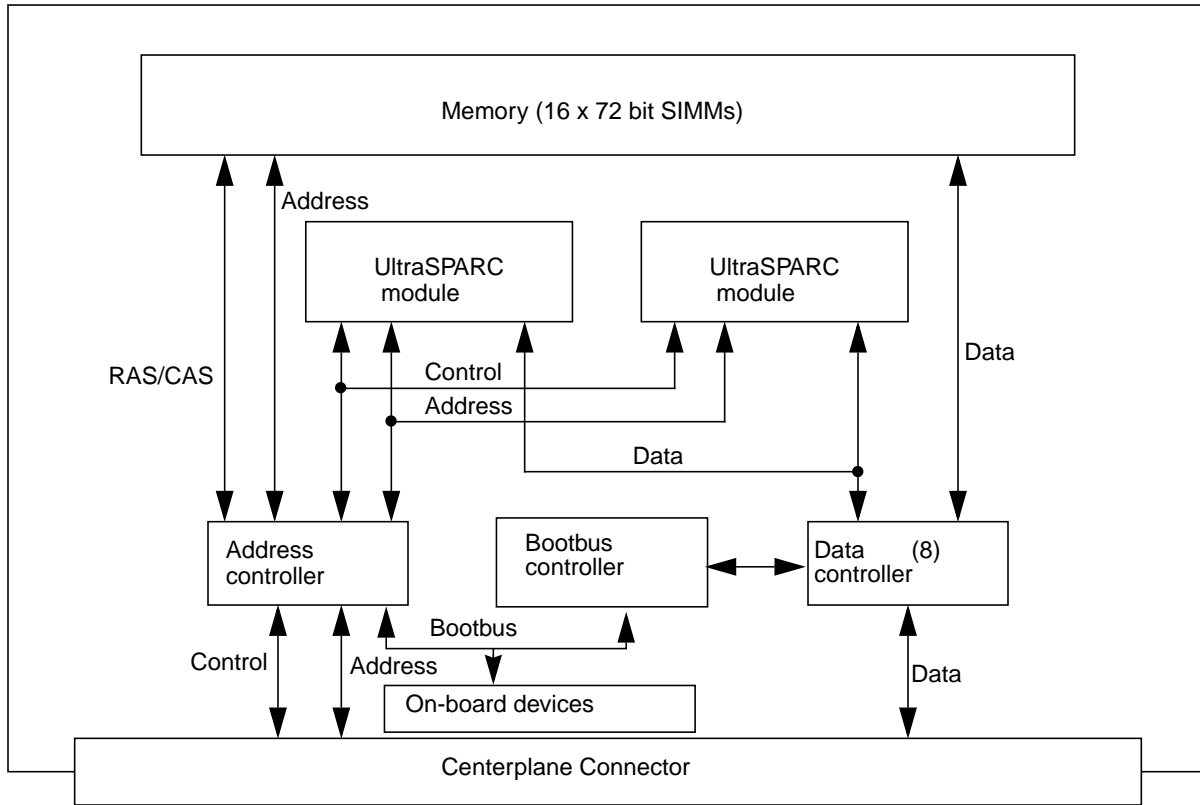 Memory (16 x 72 bit SIMMs)
Address
UltraSPARC
module
UltraSPARC
module
RAS/CAS
Control
Data
Address
Data
Address
controller
Bootbus
controller
Data (8)
controller
Bootbus
Control
Address
Data
On-board devices
Centerplane Connector